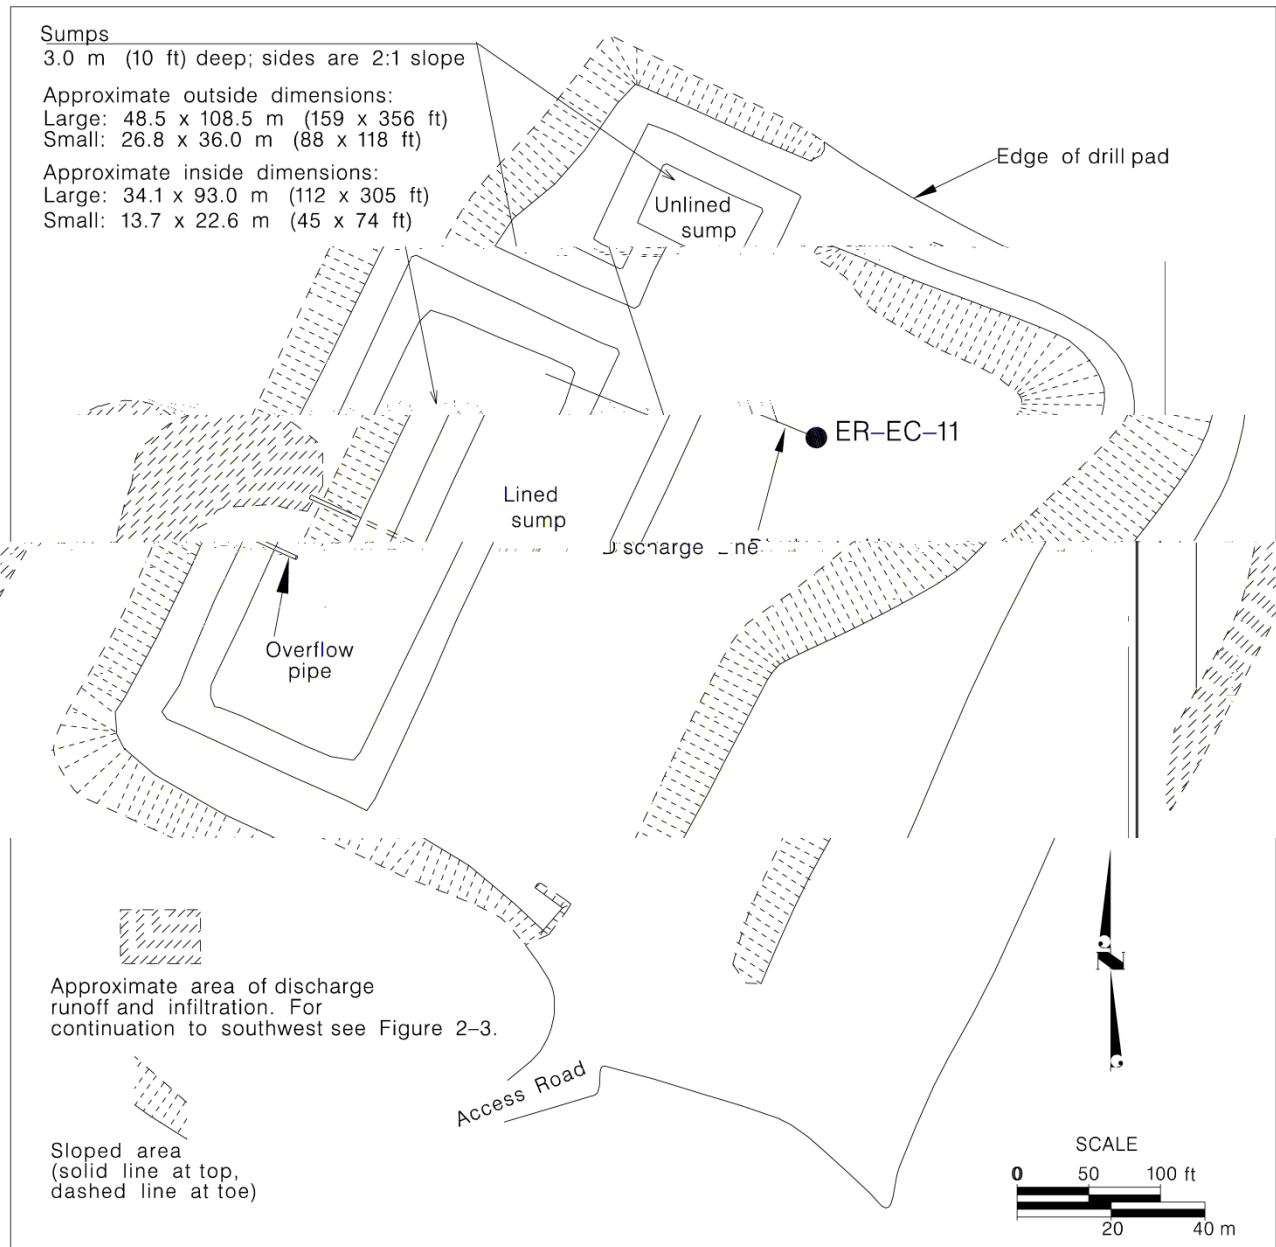 Sumps
3.0 m (10 ft) deep; sides are 2:1 slope
Approximate outside dimensions:
Large: 48.5 x 108.5 m (159 x 356 ft)
Small: 26.8 x 36.0 m (88 x 118 ft)
Approximate inside dimensions:
Large: 34.1 x 93.0 m (112 x 305 ft)
Small: 13.7 x 22.6 m (45 x 74 ft)
Edge of drill pad
Unlined
sump
ER–EC–11
Lined
sump
Overflow
pipe
Approximate area of discharge
runoff and infiltration. For
continuation to southwest see Figure 2–3.
Access Road
Sloped area
(solid line at top,
dashed line at toe)
N
SCALE
0 50 100 ft
20 40 m